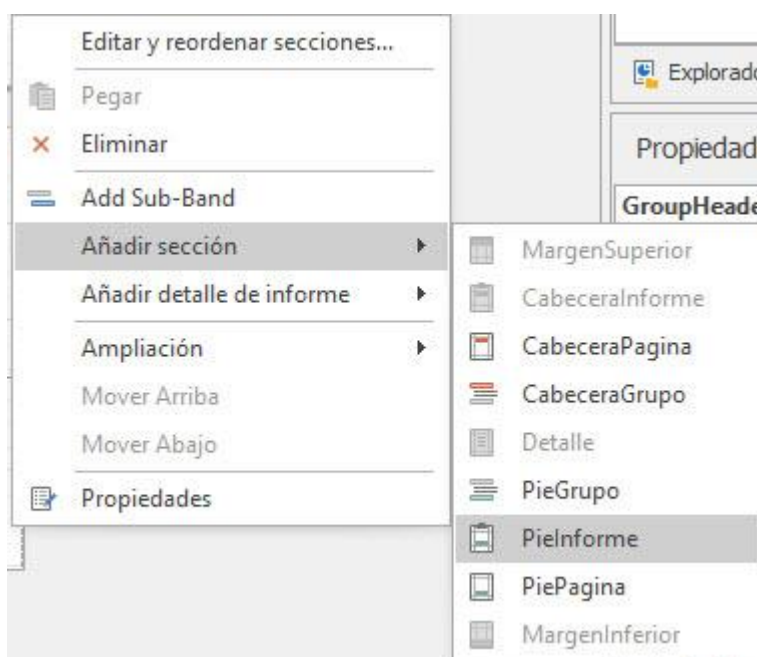 Editar y reordenar secciones...
Pegar
Eliminar
Add Sub-Band
Añadir sección
Añadir detalle de informe
Ampliación
Mover Arriba
Mover Abajo
Propiedades
Explorado
Propiedad
GroupHeade
MargenSuperior
CabeceraInforme
CabeceraPagina
CabeceraGrupo
Detalle
PieGrupo
PieInforme
PiePagina
MargenInferior